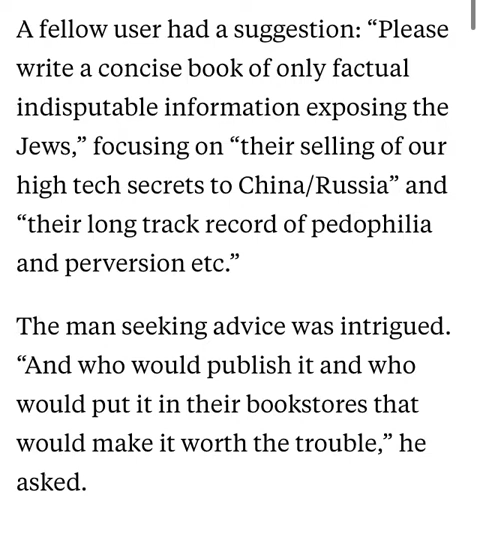 A fellow user had a suggestion: “Please
write a concise book of only factual
indisputable information exposing the
Jews,” focusing on “their selling of our
high tech secrets to China/Russia” and
“their long track record of pedophilia
and perversion etc.”
The man seeking advice was intrigued.
“And who would publish it and who
would put it in their bookstores that
would make it worth the trouble,” he
asked.